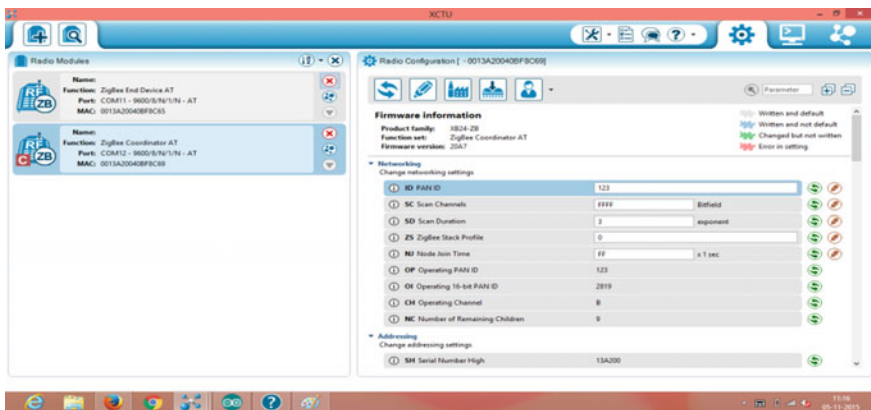 XCTU
Radio Modules
Name:
Function: ZigBee End Device AT
Port: COM11 - 9600/8/N/1/N - AT
MAC: 0013A20040BFBC65
Name:
Function: ZigBee Coordinator AT
Port: COM12 - 9600/8/N/1/N - AT
MAC: 0013A20040BFBC69
Radio Configuration [ - 0013A20040BFBC69]
Parameter
Firmware information
Product family: XB24-ZB
Function set: ZigBee Coordinator AT
Firmware version: 20A7
Written and default
Written and not default
Changed but not written
Error in setting
Networking
Change networking settings
ID PAN ID 123
SC Scan Channels FFFF Bitfield
SD Scan Duration 3 exponent
ZS ZigBee Stack Profile 0
NJ Node Join Time FF x 1 sec
OP Operating PAN ID 123
OI Operating 16-bit PAN ID 2819
CH Operating Channel B
NC Number of Remaining Children 9
Addressing
Change addressing settings
SH Serial Number High 13A200
11:16
05-11-2015